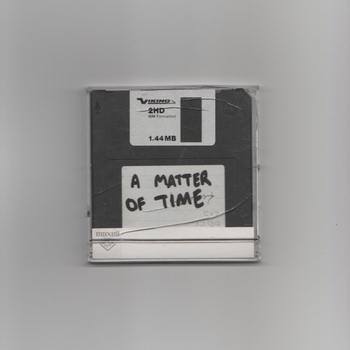 VIKING
2HD
IBM Formatted
1.44 MB
A MATTER
OF TIME
maxell